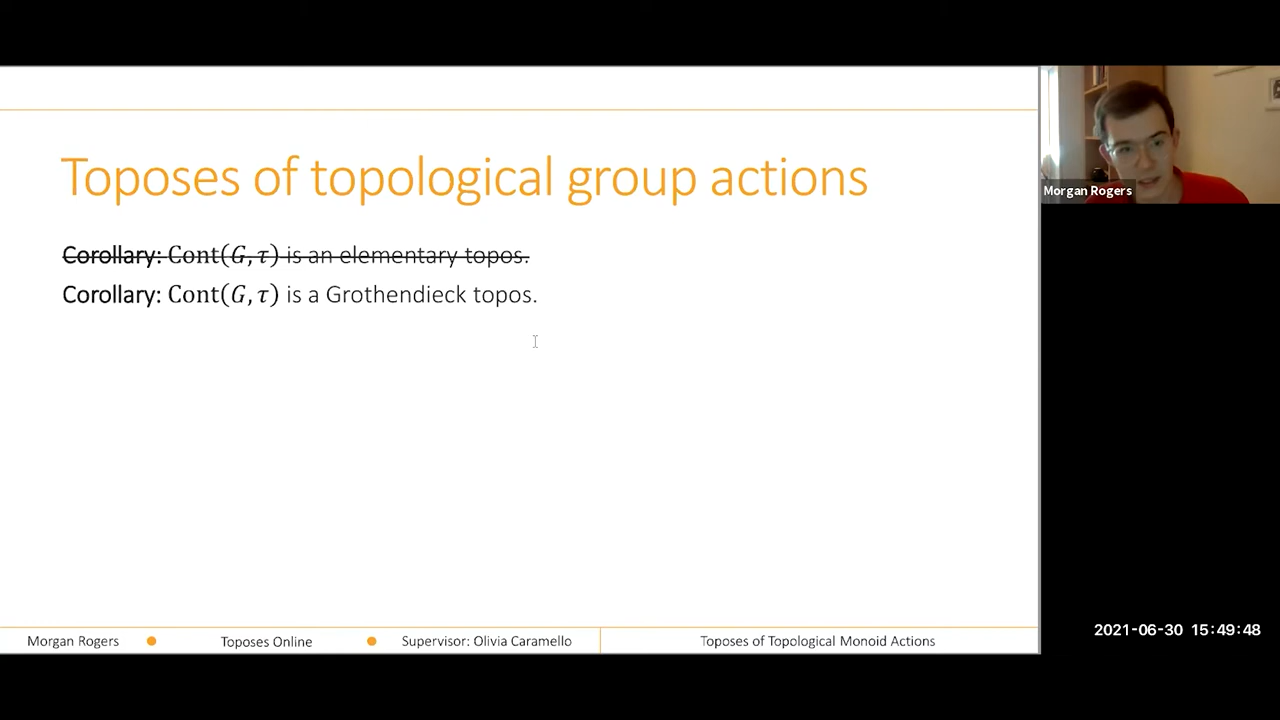 Toposes of topological group actions
Corollary: Cont(G, τ) is an elementary topos.
Corollary: Cont(G, τ) is a Grothendieck topos.
Morgan Rogers
Morgan Rogers
Toposes Online
Supervisor: Olivia Caramello
Toposes of Topological Monoid Actions
2021-06-30 15:49:48